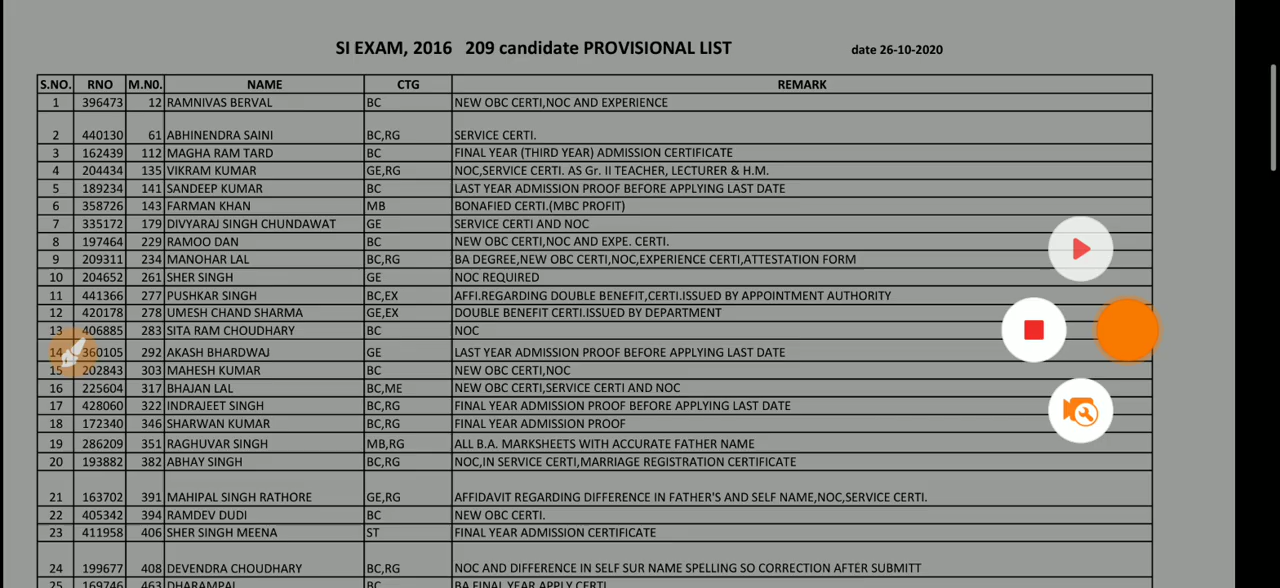 SI EXAM, 2016 209 candidate PROVISIONAL LIST date 26-10-2020
S.NO. RNO M.N0. NAME CTG REMARK
1 396473 12 RAMNIVAS BERVAL BC NEW OBC CERTI,NOC AND EXPERIENCE
2 440130 61 ABHINENDRA SAINI BC,RG SERVICE CERTI.
3 162439 112 MAGHA RAM TARD BC FINAL YEAR (THIRD YEAR) ADMISSION CERTIFICATE
4 204434 135 VIKRAM KUMAR GE,RG NOC,SERVICE CERTI. AS Gr. II TEACHER, LECTURER & H.M.
5 189234 141 SANDEEP KUMAR BC LAST YEAR ADMISSION PROOF BEFORE APPLYING LAST DATE
6 358726 143 FARMAN KHAN MB BONAFIED CERTI.(MBC PROFIT)
7 335172 179 DIVYARAJ SINGH CHUNDAWAT GE SERVICE CERTI AND NOC
8 197464 229 RAMOO DAN BC NEW OBC CERTI,NOC AND EXPE. CERTI.
9 209311 234 MANOHAR LAL BC,RG BA DEGREE,NEW OBC CERTI,NOC,EXPERIENCE CERTI,ATTESTATION FORM
10 204652 261 SHER SINGH GE NOC REQUIRED
11 441366 277 PUSHKAR SINGH BC,EX AFFI.REGARDING DOUBLE BENEFIT,CERTI.ISSUED BY APPOINTMENT AUTHORITY
12 420178 278 UMESH CHAND SHARMA GE,EX DOUBLE BENEFIT CERTI.ISSUED BY DEPARTMENT
13 406885 283 SITA RAM CHOUDHARY BC NOC
14 360105 292 AKASH BHARDWAJ GE LAST YEAR ADMISSION PROOF BEFORE APPLYING LAST DATE
15 202843 303 MAHESH KUMAR BC NEW OBC CERTI,NOC
16 225604 317 BHAJAN LAL BC,ME NEW OBC CERTI,SERVICE CERTI AND NOC
17 428060 322 INDRAJEET SINGH BC,RG FINAL YEAR ADMISSION PROOF BEFORE APPLYING LAST DATE
18 172340 346 SHARWAN KUMAR BC,RG FINAL YEAR ADMISSION PROOF
19 286209 351 RAGHUVAR SINGH MB,RG ALL B.A. MARKSHEETS WITH ACCURATE FATHER NAME
20 193882 382 ABHAY SINGH BC,RG NOC,IN SERVICE CERTI,MARRIAGE REGISTRATION CERTIFICATE
21 163702 391 MAHIPAL SINGH RATHORE GE,RG AFFIDAVIT REGARDING DIFFERENCE IN FATHER'S AND SELF NAME,NOC,SERVICE CERTI.
22 405342 394 RAMDEV DUDI BC NEW OBC CERTI.
23 411958 406 SHER SINGH MEENA ST FINAL YEAR ADMISSION CERTIFICATE
24 199677 408 DEVENDRA CHOUDHARY BC,RG NOC AND DIFFERENCE IN SELF SUR NAME SPELLING SO CORRECTION AFTER SUBMITT
25 169746 463 DHARAMPAL BC BA FINAL YEAR APPLY CERTI